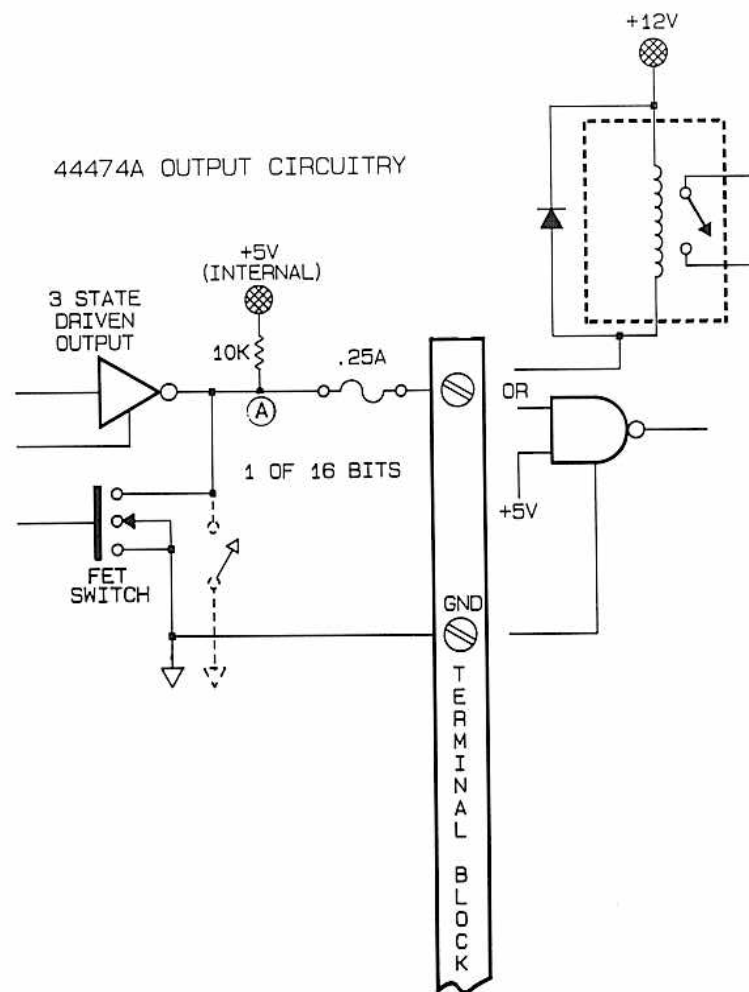 +12V
44474A OUTPUT CIRCUITRY
+5V
(INTERNAL)
3 STATE
DRIVEN
OUTPUT
10K
.25A
A
OR
1 OF 16 BITS
+5V
FET
SWITCH
GND
TERMINAL BLOCK